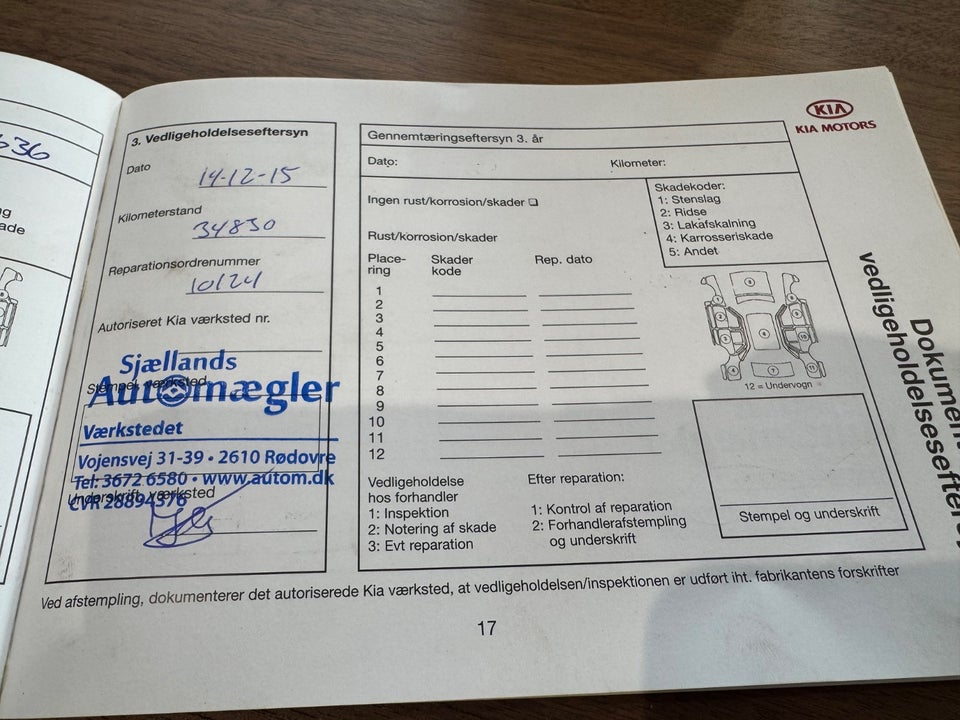 636
KIA
KIA MOTORS
3. Vedligeholdelseseftersyn
Dato
14-12-15
Kilometerstand
34830
Reparationsordrenummer
10124
Autoriseret Kia værksted nr.
Stempel værksted
Sjællands
Automægler
Værkstedet
Vojensvej 31-39 • 2610 Rødovre
Tel: 3672 6580 • www.autom.dk
CVR 28894376
Underskrift værksted
Gennemtæringseftersyn 3. år
Dato: Kilometer:
Ingen rust/korrosion/skader ❏
Skadekoder:
1: Stenslag
2: Ridse
3: Lakafskalning
4: Karrosseriskade
5: Andet
Rust/korrosion/skader
Place-ring Skader kode Rep. dato
1
2
3
4
5
6
7
8
9
10
11
12
12 = Undervogn
Vedligeholdelse
hos forhandler
1: Inspektion
2: Notering af skade
3: Evt reparation
Efter reparation:
1: Kontrol af reparation
2: Forhandlerafstempling
og underskrift
Stempel og underskrift
Ved afstempling, dokumenterer det autoriserede Kia værksted, at vedligeholdelsen/inspektionen er udført iht. fabrikantens forskrifter
17